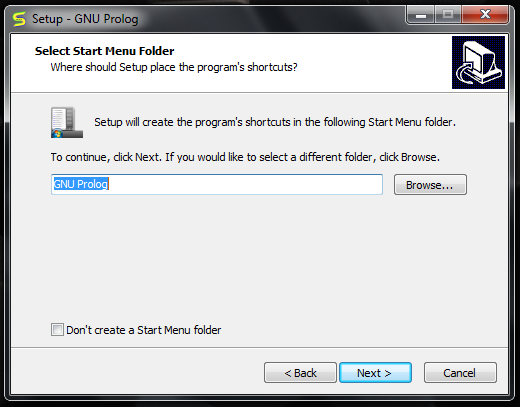 Setup - GNU Prolog
Select Start Menu Folder
Where should Setup place the program's shortcuts?
Setup will create the program's shortcuts in the following Start Menu folder.
To continue, click Next. If you would like to select a different folder, click Browse.
GNU Prolog
Browse...
Don't create a Start Menu folder
< Back
Next >
Cancel